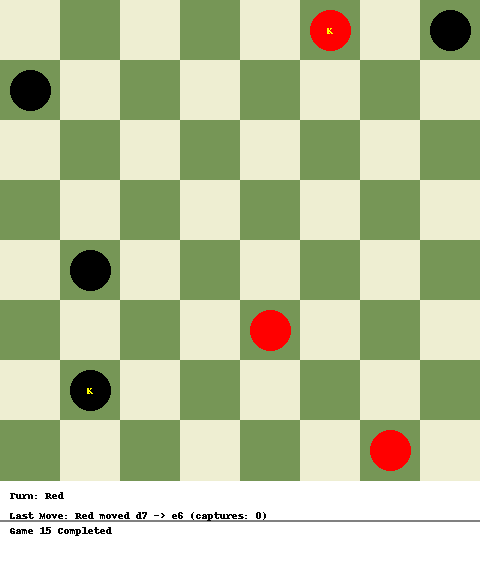 K
K
Turn: Red
Last Move: Red moved d7 -> e6 (captures: 0)
Game 15 Completed